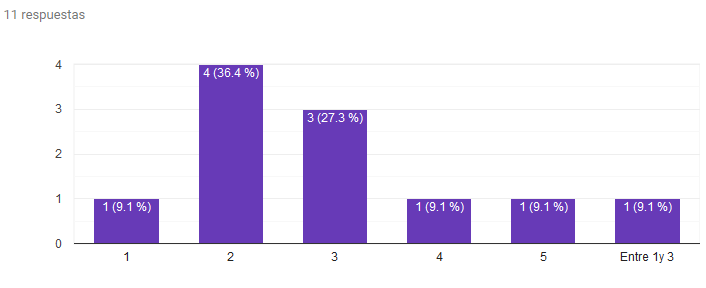 11 respuestas
4
4 (36.4 %)
3
3 (27.3 %)
2
1
1 (9.1 %)
1 (9.1 %)
1 (9.1 %)
1 (9.1 %)
0
1
2
3
4
5
Entre 1y 3